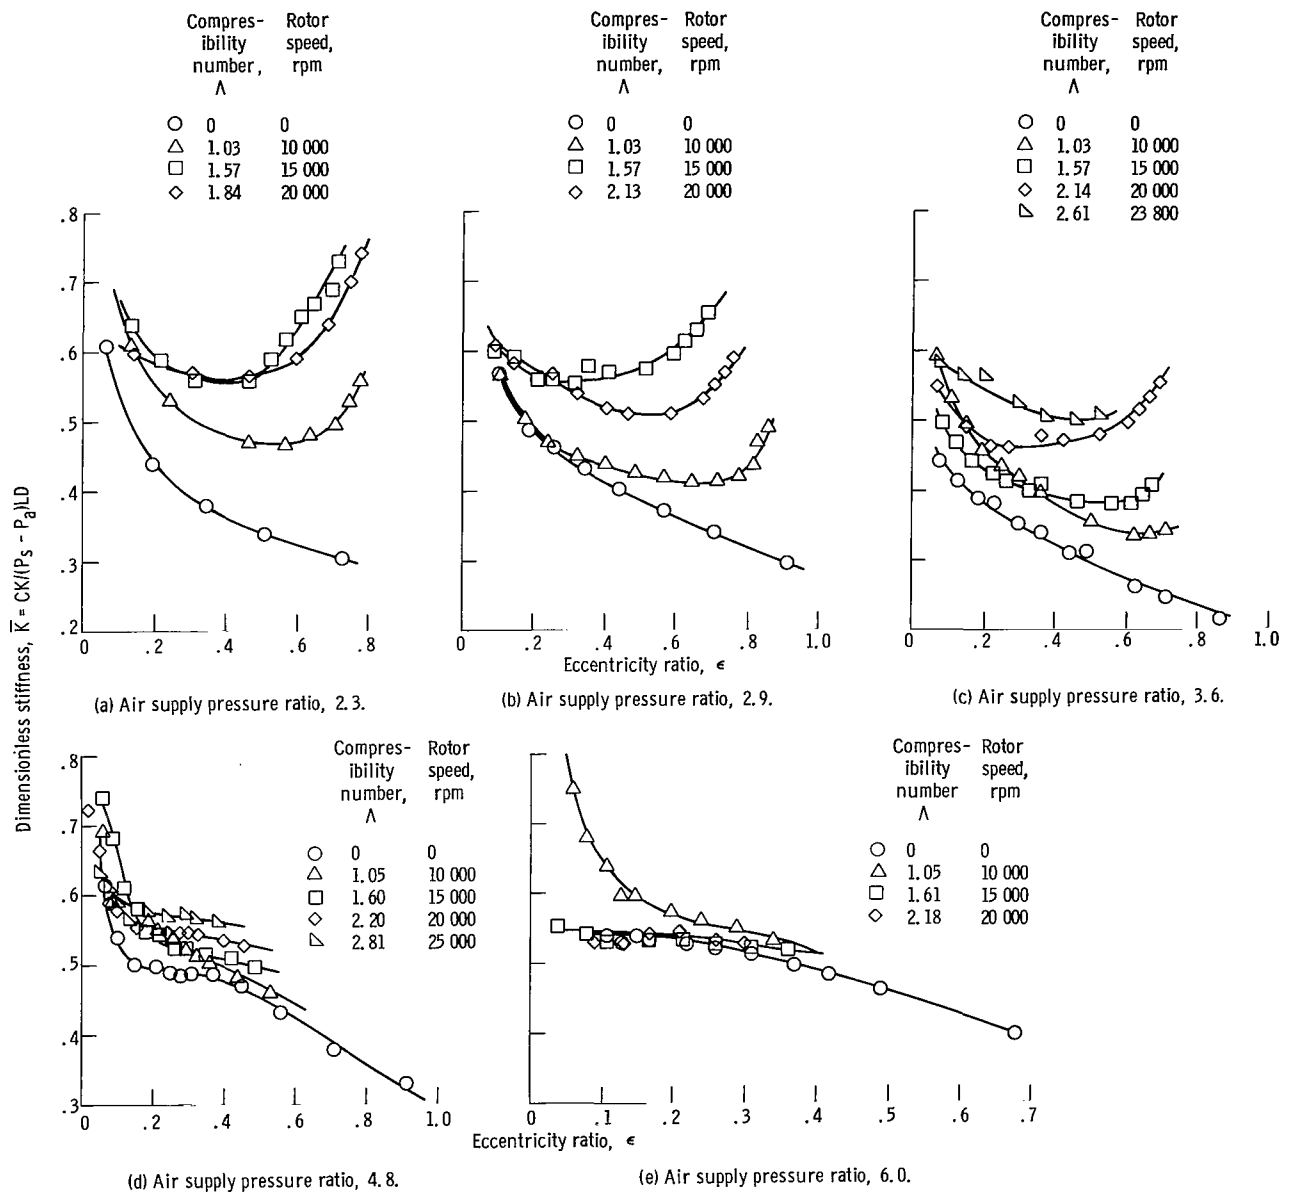 Compres- Rotor
ibility speed,
number, rpm
Λ
0 0
1.03 10 000
1.57 15 000
1.84 20 000
Compres- Rotor
ibility speed,
number, rpm
Λ
0 0
1.03 10 000
1.57 15 000
2.13 20 000
Compres- Rotor
ibility speed,
number, rpm
Λ
0 0
1.03 10 000
1.57 15 000
2.14 20 000
2.61 23 800
Dimensionless stiffness, K̅ = CK/(Ps - Pa)LD
.8
.7
.6
.5
.4
.3
.2
0 .2 .4 .6 .8
0 .2 .4 .6 .8 1.0
0 .2 .4 .6 .8 1.0
Eccentricity ratio, ϵ
(a) Air supply pressure ratio, 2.3.
(b) Air supply pressure ratio, 2.9.
(c) Air supply pressure ratio, 3.6.
Compres- Rotor
ibility speed,
number, rpm
Λ
0 0
1.05 10 000
1.60 15 000
2.20 20 000
2.81 25 000
Compres- Rotor
ibility speed,
number rpm
Λ
0 0
1.05 10 000
1.61 15 000
2.18 20 000
.8
.7
.6
.5
.4
.3
0 .2 .4 .6 .8 1.0
0 .1 .2 .3 .4 .5 .6 .7
Eccentricity ratio, ϵ
(d) Air supply pressure ratio, 4.8.
(e) Air supply pressure ratio, 6.0.